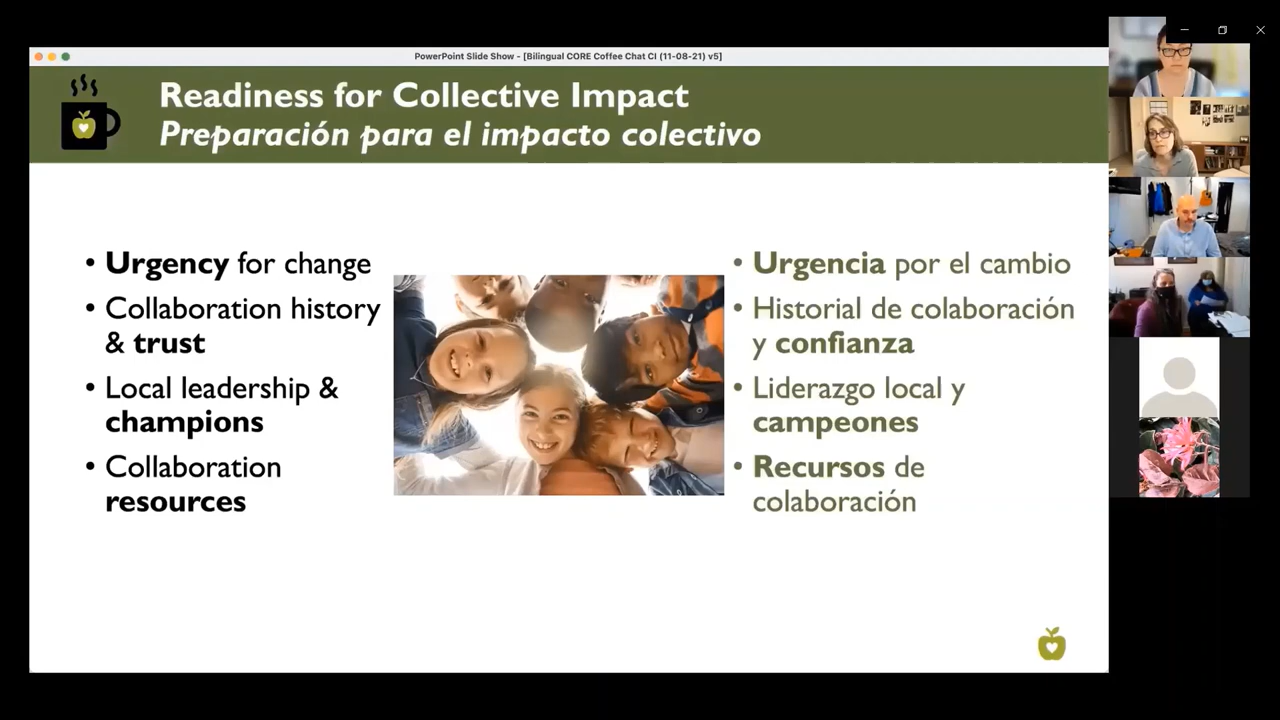 PowerPoint Slide Show - [Bilingual CORE Coffee Chat CI (11-08-21) v5]
Readiness for Collective Impact
Preparación para el impacto colectivo
• Urgency for change
• Collaboration history
& trust
• Local leadership &
champions
• Collaboration
resources
• Urgencia por el cambio
• Historial de colaboración
y confianza
• Liderazgo local y
campeones
• Recursos de
colaboración